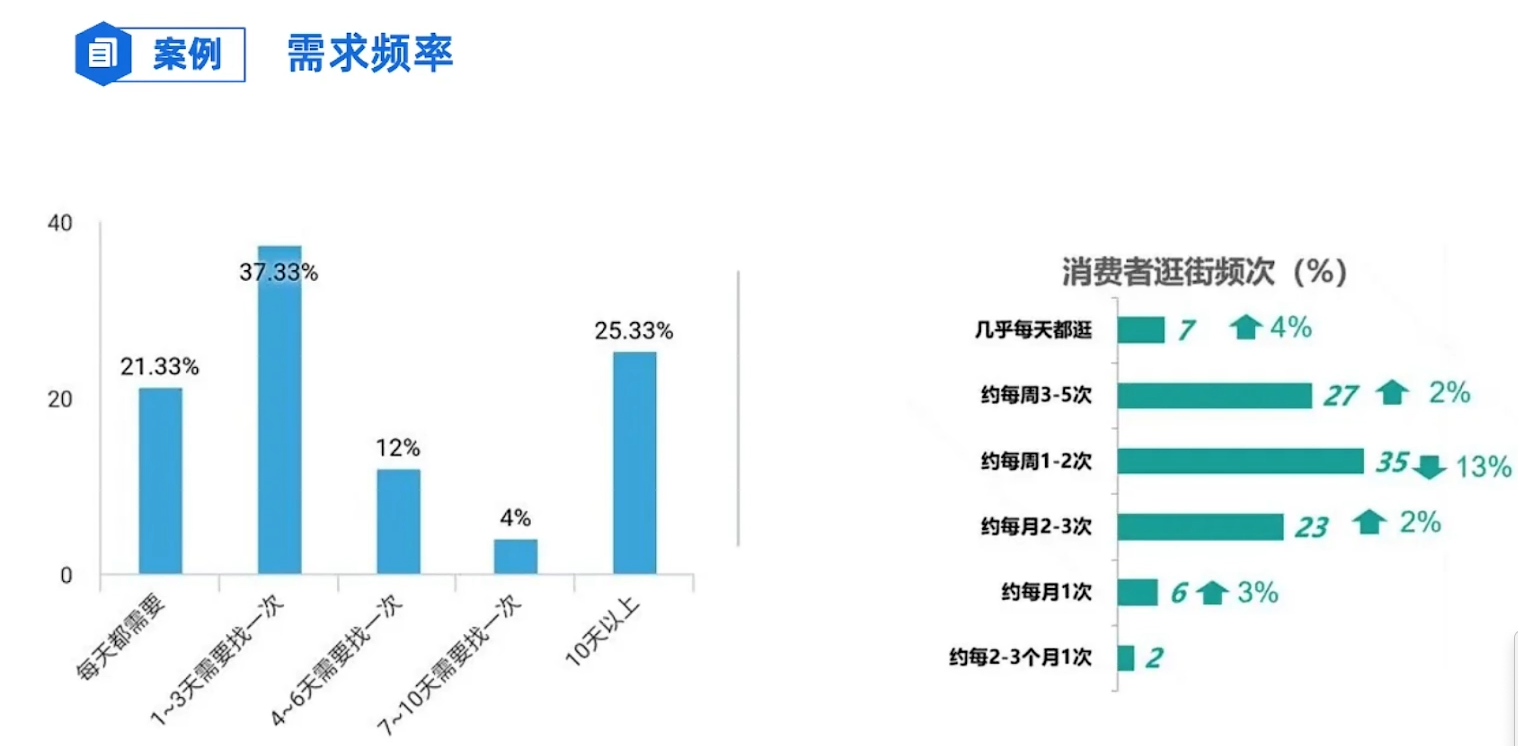 案例 需求频率
40
37.33%
25.33%
21.33%
20
12%
4%
0
每天都需要
1~3天需要找一次
4~6天需要找一次
7~10天需要找一次
10天以上
消费者逛街频次（%）
几乎每天都逛 7 4%
约每周3-5次 27 2%
约每周1-2次 35 13%
约每月2-3次 23 2%
约每月1次 6 3%
约每2-3个月1次 2